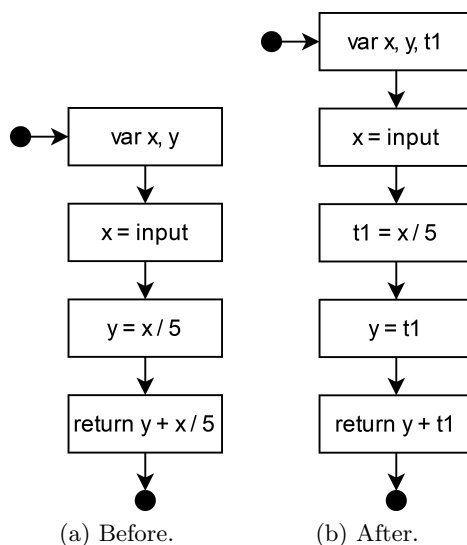 var x, y
x = input
y = x / 5
return y + x / 5
(a) Before.
var x, y, t1
x = input
t1 = x / 5
y = t1
return y + t1
(b) After.